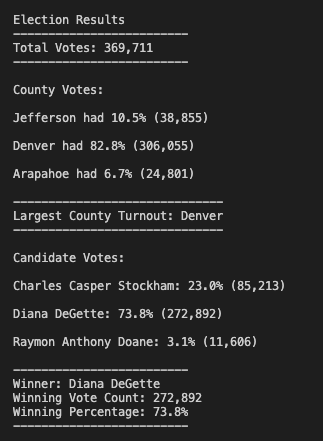 Election Results
-------------------------
Total Votes: 369,711
-------------------------
County Votes:
Jefferson had 10.5% (38,855)
Denver had 82.8% (306,055)
Arapahoe had 6.7% (24,801)
------------------------------
Largest County Turnout: Denver
------------------------------
Candidate Votes:
Charles Casper Stockham: 23.0% (85,213)
Diana DeGette: 73.8% (272,892)
Raymon Anthony Doane: 3.1% (11,606)
-------------------------
Winner: Diana DeGette
Winning Vote Count: 272,892
Winning Percentage: 73.8%
-------------------------